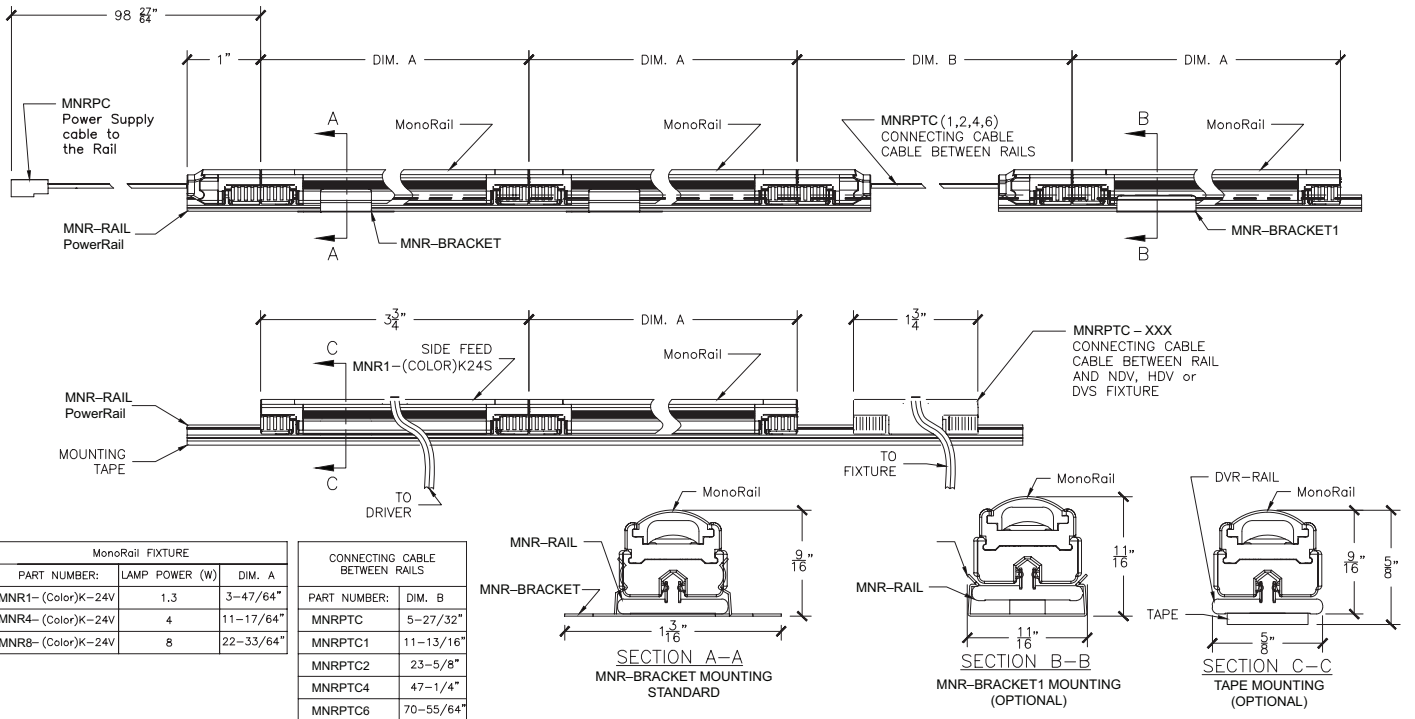 98 27/64"
1"
DIM. A
DIM. A
DIM. B
DIM. A
MNRPC
Power Supply
cable to
the Rail
A
MonoRail
MonoRail
MNRPTC (1,2,4,6)
CONNECTING CABLE
CABLE BETWEEN RAILS
B
MonoRail
MNR-RAIL
PowerRail
A
MNR-BRACKET
B
MNR-BRACKET1
3 3/4"
DIM. A
1 3/4"
C
SIDE FEED
MNR1-(COLOR)K24S
MonoRail
MNRPTC - XXX
CONNECTING CABLE
CABLE BETWEEN RAIL
AND NDV, HDV or
DVS FIXTURE
MNR-RAIL
PowerRail
MOUNTING
TAPE
C
TO
DRIVER
TO
FIXTURE
MonoRail FIXTURE
PART NUMBER: LAMP POWER (W) DIM. A
MNR1- (Color)K-24V 1.3 3-47/64"
MNR4- (Color)K-24V 4 11-17/64"
MNR8- (Color)K-24V 8 22-33/64"
CONNECTING CABLE
BETWEEN RAILS
PART NUMBER: DIM. B
MNRPTC 5-27/32"
MNRPTC1 11-13/16"
MNRPTC2 23-5/8"
MNRPTC4 47-1/4"
MNRPTC6 70-55/64"
MonoRail
MNR-RAIL
MNR-BRACKET
9/16"
1 3/16"
SECTION A-A
MNR-BRACKET MOUNTING
STANDARD
MonoRail
MNR-RAIL
11/16"
11/16"
SECTION B-B
MNR-BRACKET1 MOUNTING
(OPTIONAL)
DVR-RAIL
MonoRail
TAPE
9/16"
5/8"
5/8"
SECTION C-C
TAPE MOUNTING
(OPTIONAL)